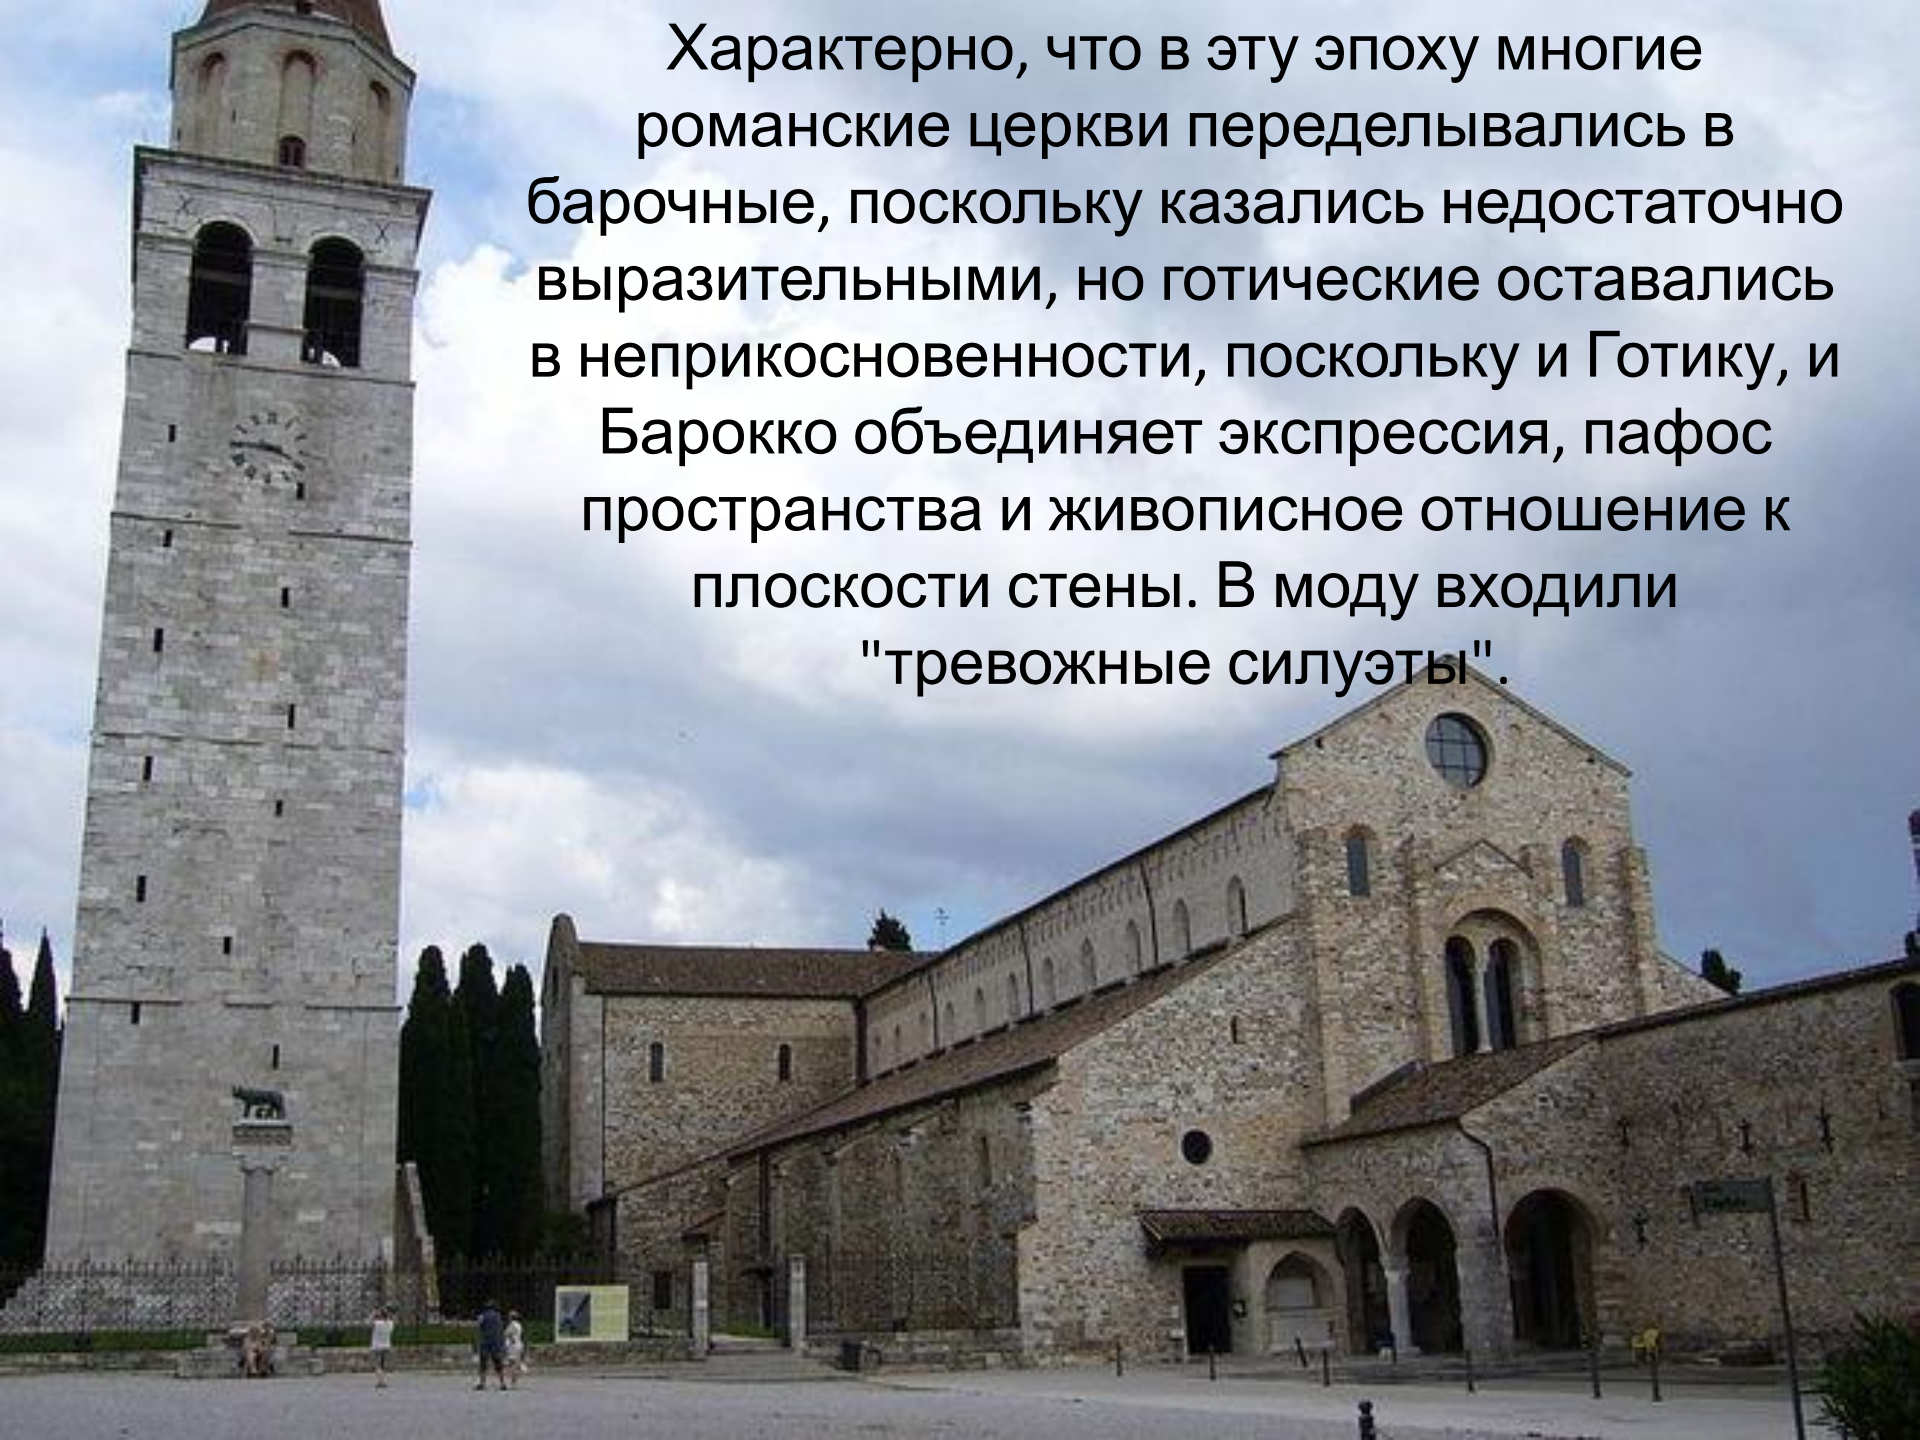 Характерно, что в эту эпоху многие
романские церкви переделывались в
барочные, поскольку казались недостаточно
выразительными, но готические оставались
в неприкосновенности, поскольку и Готику, и
Барокко объединяет экспрессия, пафос
пространства и живописное отношение к
плоскости стены. В моду входили
"тревожные силуэты".